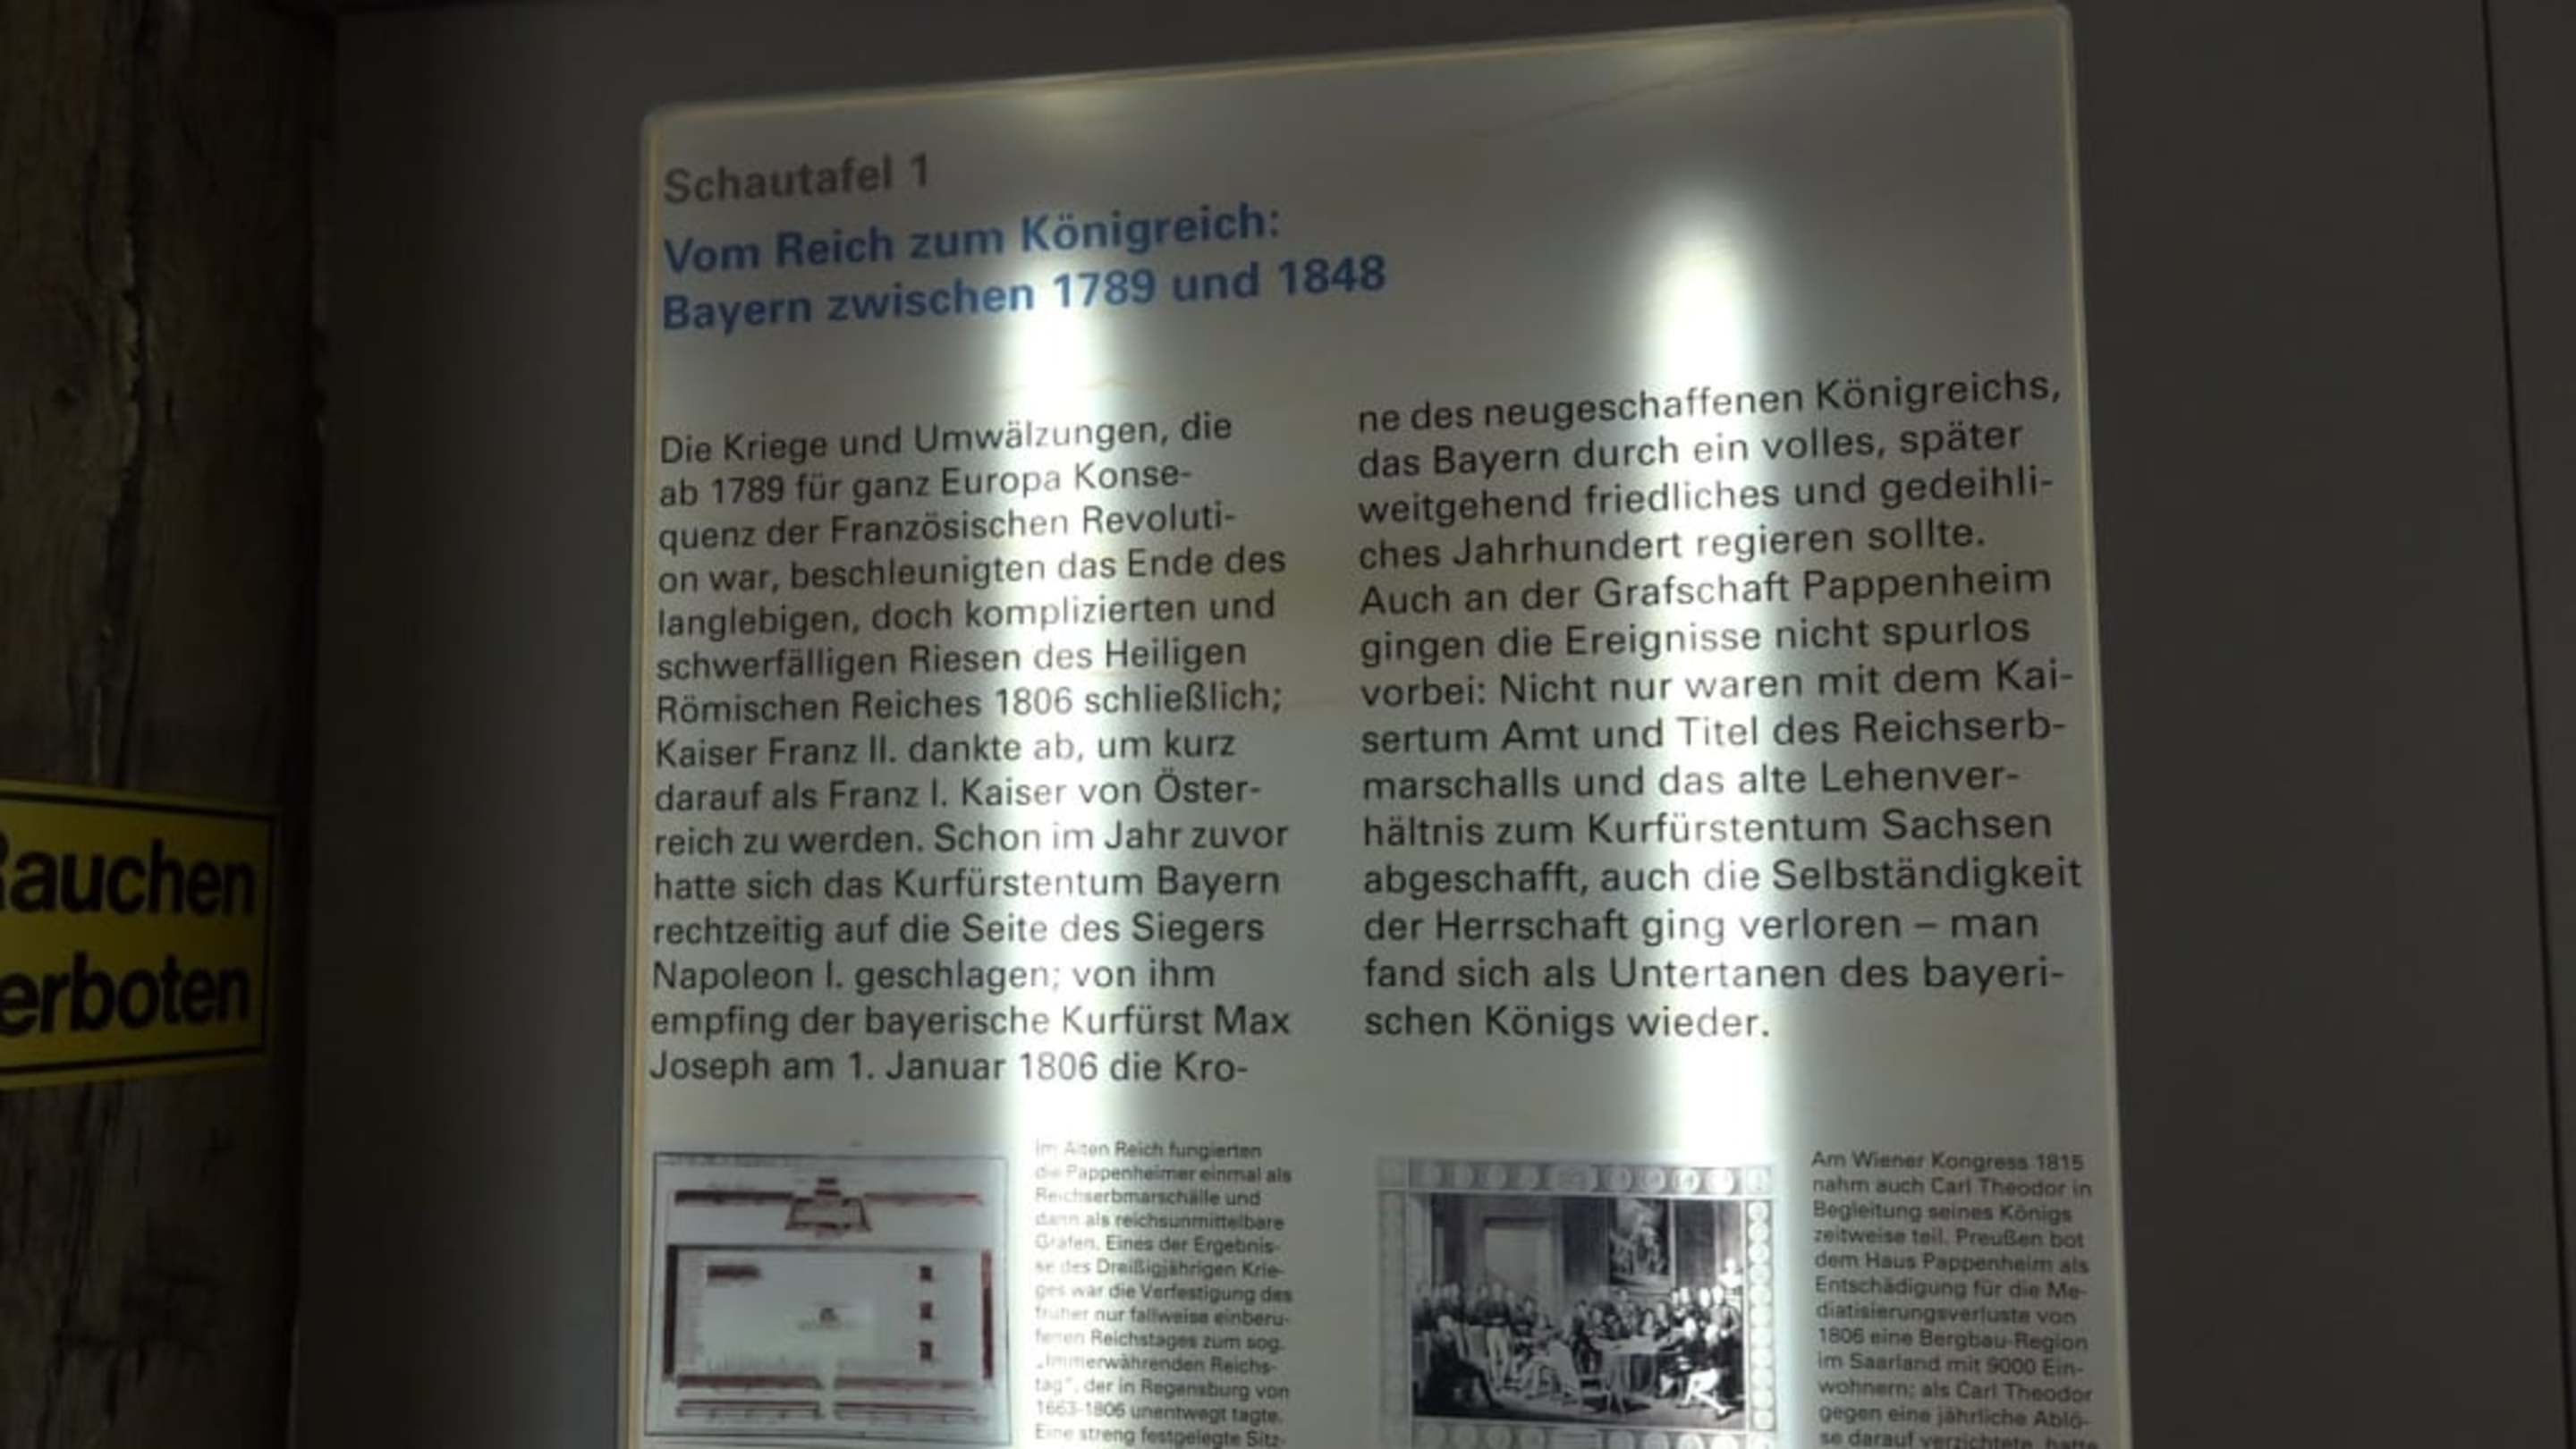 Schautafel 1
Vom Reich zum Königreich:
Bayern zwischen 1789 und 1848
Die Kriege und Umwälzungen, die
ab 1789 für ganz Europa Konse-
quenz der Französischen Revoluti-
on war, beschleunigten das Ende des
langlebigen, doch komplizierten und
schwerfälligen Riesen des Heiligen
Römischen Reiches 1806 schließlich;
Kaiser Franz II. dankte ab, um kurz
darauf als Franz I. Kaiser von Öster-
reich zu werden. Schon im Jahr zuvor
hatte sich das Kurfürstentum Bayern
rechtzeitig auf die Seite des Siegers
Napoleon I. geschlagen; von ihm
empfing der bayerische Kurfürst Max
Joseph am 1. Januar 1806 die Kro-
ne des neugeschaffenen Königreichs,
das Bayern durch ein volles, später
weitgehend friedliches und gedeihli-
ches Jahrhundert regieren sollte.
Auch an der Grafschaft Pappenheim
gingen die Ereignisse nicht spurlos
vorbei: Nicht nur waren mit dem Kai-
sertum Amt und Titel des Reichserb-
marschalls und das alte Lehenver-
hältnis zum Kurfürstentum Sachsen
abgeschafft, auch die Selbständigkeit
der Herrschaft ging verloren – man
fand sich als Untertanen des bayeri-
schen Königs wieder.
Im Alten Reich fungierten
die Pappenheimer einmal als
Reichserbmarschälle und
dann als reichsunmittelbare
Grafen. Eines der Ergebnis-
se des Dreißigjährigen Krie-
ges war die Verfestigung des
früher nur fallweise einberu-
fenen Reichstages zum sog.
„Immerwährenden Reichs-
tag“, der in Regensburg von
1663-1806 unentwegt tagte.
Eine streng festgelegte Sitz-
Am Wiener Kongress 1815
nahm auch Carl Theodor in
Begleitung seines Königs
zeitweise teil. Preußen bot
dem Haus Pappenheim als
Entschädigung für die Me-
diatisierungsverluste von
1806 eine Bergbau-Region
im Saarland mit 9000 Ein-
wohnern; als Carl Theodor
gegen eine jährliche Ablö-
se darauf verzichtete, hatte
Rauchen
erboten